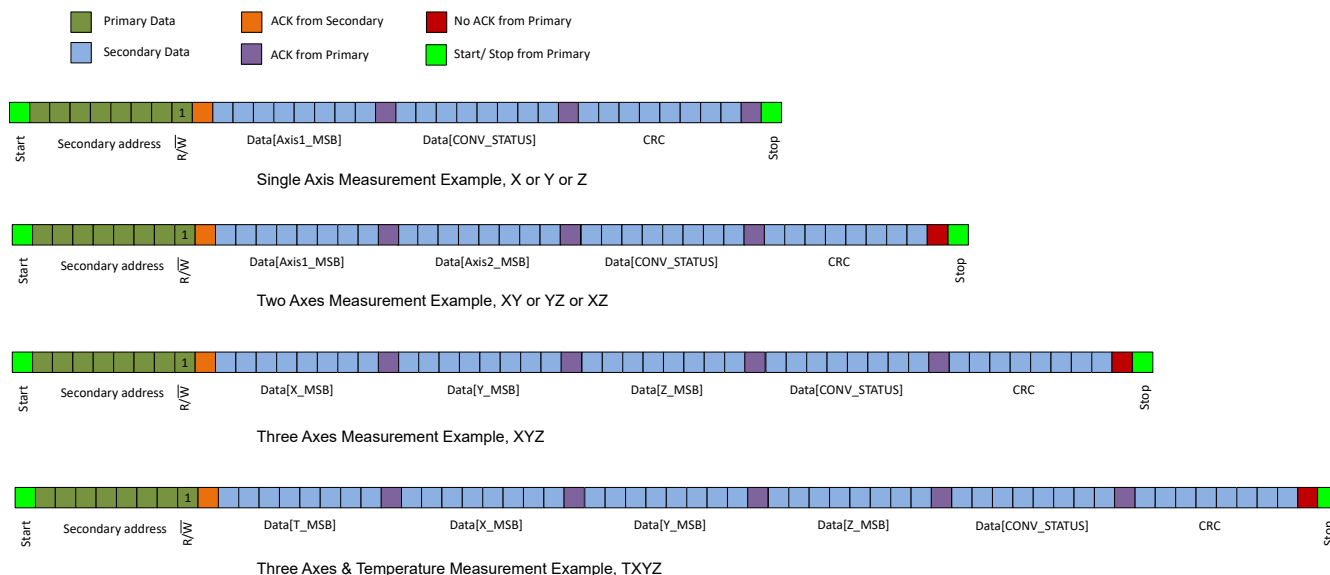 Primary Data ACK from Secondary No ACK from Primary
Secondary Data ACK from Primary Start/ Stop from Primary
1
Start Secondary address R/W Data[Axis1_MSB] Data[CONV_STATUS] CRC Stop
Single Axis Measurement Example, X or Y or Z
1
Start Secondary address R/W Data[Axis1_MSB] Data[Axis2_MSB] Data[CONV_STATUS] CRC Stop
Two Axes Measurement Example, XY or YZ or XZ
1
Start Secondary address R/W Data[X_MSB] Data[Y_MSB] Data[Z_MSB] Data[CONV_STATUS] CRC Stop
Three Axes Measurement Example, XYZ
1
Start Secondary address R/W Data[T_MSB] Data[X_MSB] Data[Y_MSB] Data[Z_MSB] Data[CONV_STATUS] CRC Stop
Three Axes & Temperature Measurement Example, TXYZ